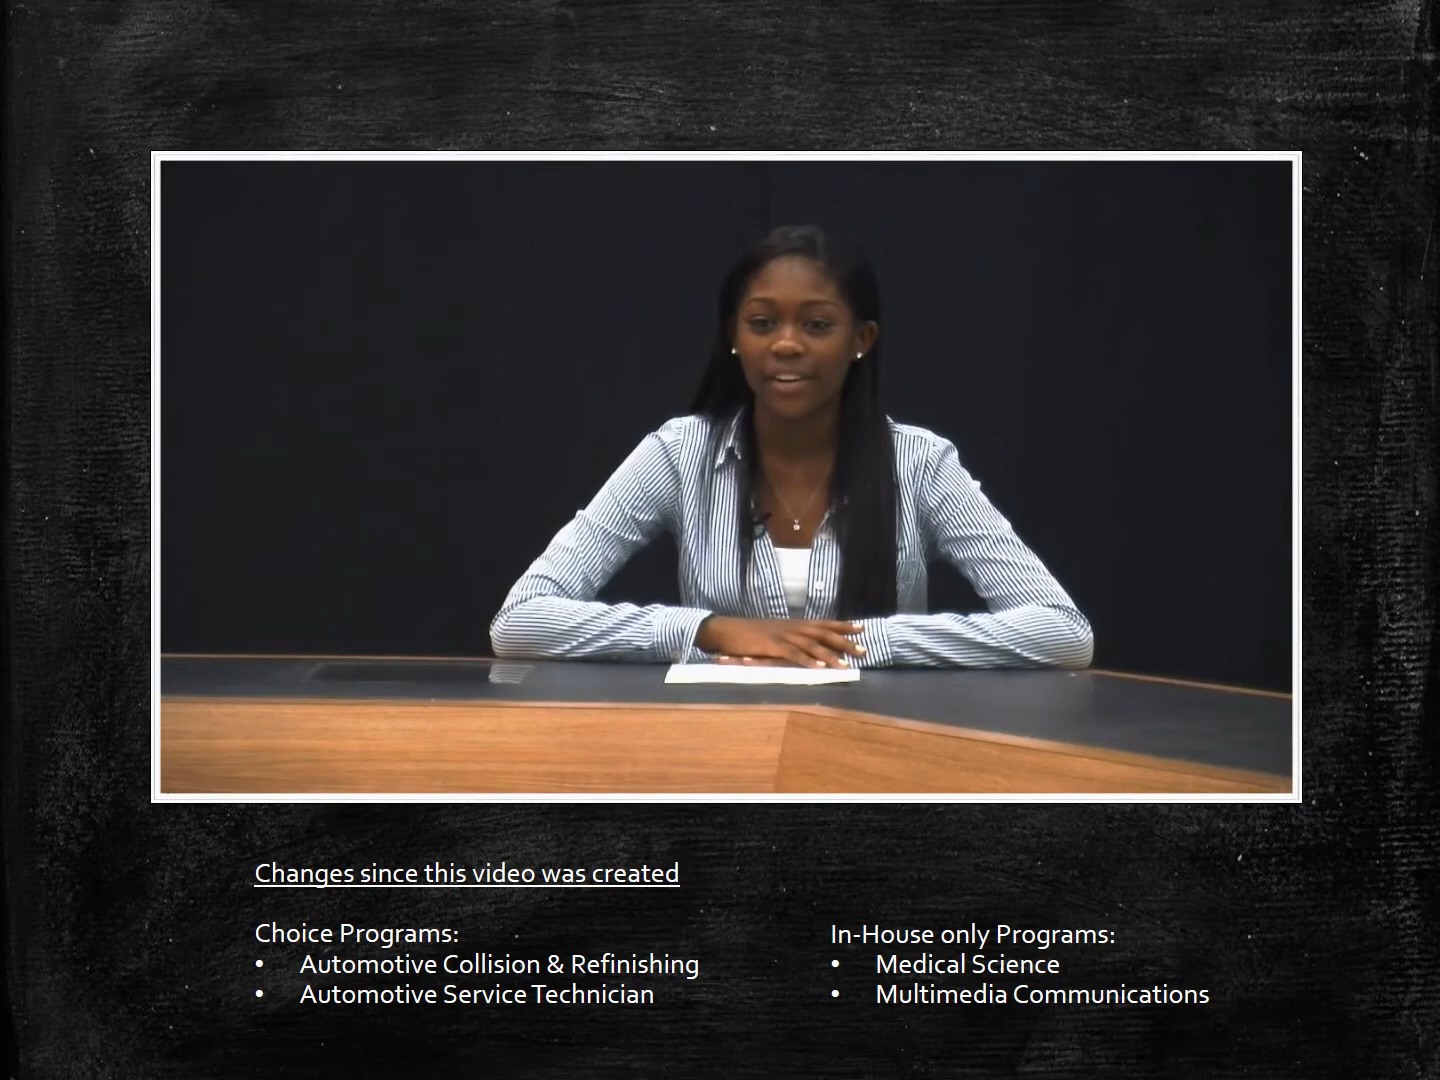 Changes since this video was created
Choice Programs:
• Automotive Collision & Refinishing
• Automotive Service Technician
In-House only Programs:
• Medical Science
• Multimedia Communications